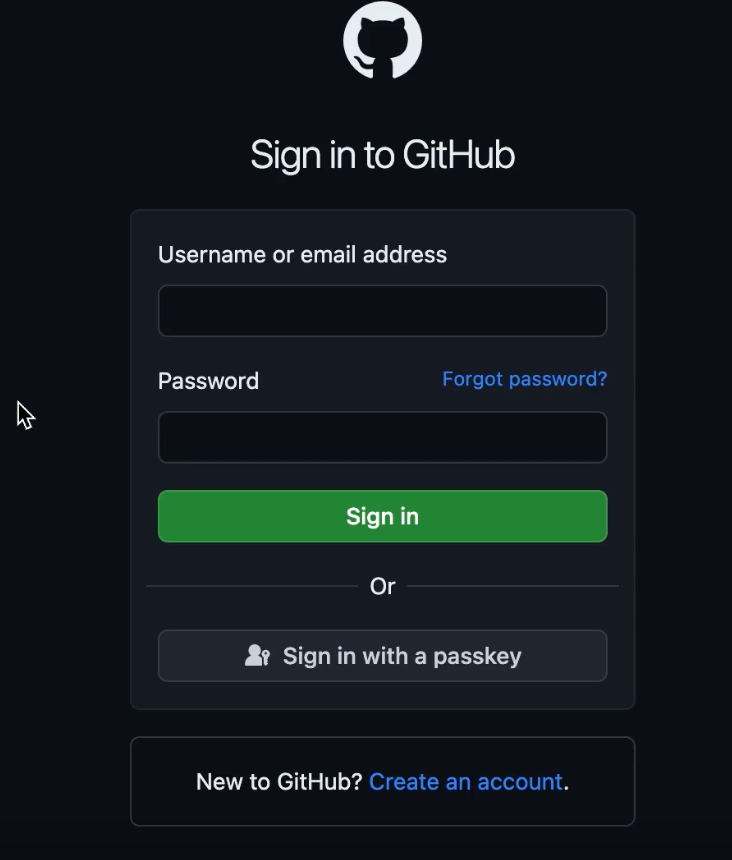 Sign in to GitHub
Username or email address
Password Forgot password?
Sign in
Or
Sign in with a passkey
New to GitHub? Create an account.